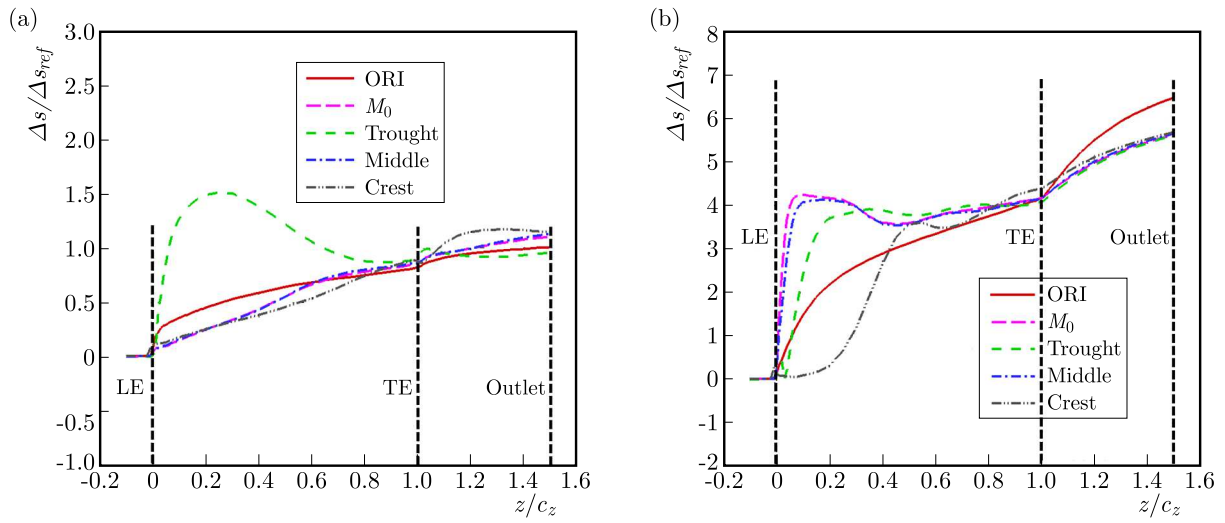 (a)
Δs/Δs_ref
3.0
2.5
2.0
1.5
1.0
0.5
0
-0.5
-1.0
ORI
M_0
Trought
Middle
Crest
LE
TE
Outlet
-0.2 0 0.2 0.4 0.6 0.8 1.0 1.2 1.4 1.6
z/c_z
(b)
Δs/Δs_ref
8
7
6
5
4
3
2
1
0
-1
-2
LE
TE
Outlet
ORI
M_0
Trought
Middle
Crest
-0.2 0 0.2 0.4 0.6 0.8 1.0 1.2 1.4 1.6
z/c_z